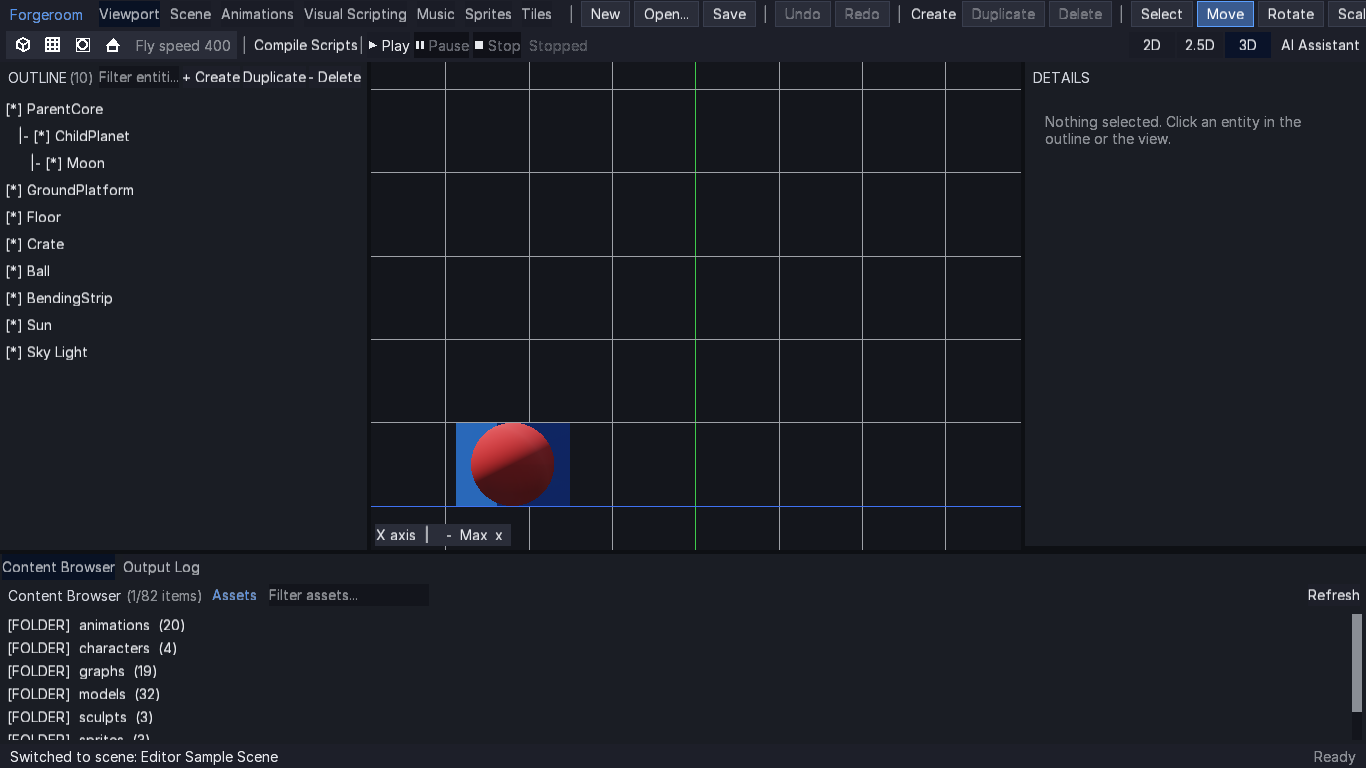 Forgeroom Viewport Scene Animations Visual Scripting Music Sprites Tiles | New Open... Save | Undo Redo | Create Duplicate Delete | Select Move Rotate Scal
Fly speed 400 | Compile Scripts | Play Pause Stop Stopped 2D 2.5D 3D AI Assistant
OUTLINE (10) Filter entiti... + Create Duplicate - Delete
[*] ParentCore
|- [*] ChildPlanet
|- [*] Moon
[*] GroundPlatform
[*] Floor
[*] Crate
[*] Ball
[*] BendingStrip
[*] Sun
[*] Sky Light
X axis | - Max x
DETAILS
Nothing selected. Click an entity in the
outline or the view.
Content Browser Output Log
Content Browser (1/82 items) Assets Filter assets... Refresh
[FOLDER] animations (20)
[FOLDER] characters (4)
[FOLDER] graphs (19)
[FOLDER] models (32)
[FOLDER] sculpts (3)
[FOLDER] sprites (3)
Switched to scene: Editor Sample Scene Ready